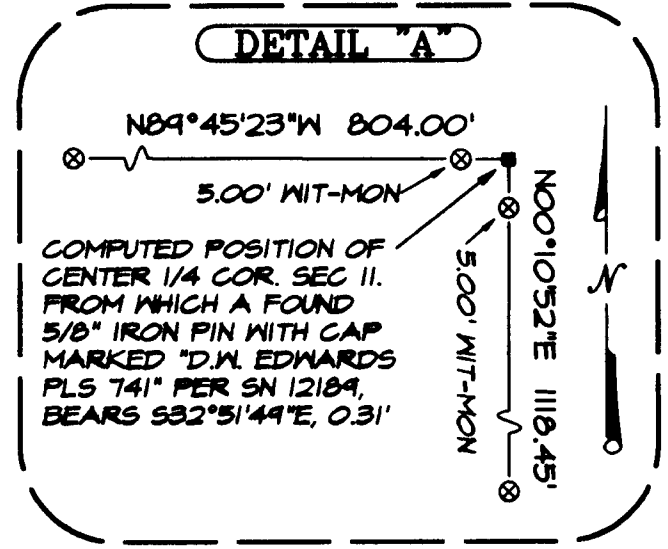 DETAIL "A"
N89°45'23"W 804.00'
5.00' WIT-MON
COMPUTED POSITION OF
CENTER 1/4 COR. SEC 11.
FROM WHICH A FOUND
5/8" IRON PIN WITH CAP
MARKED "D.W. EDWARDS
PLS 741" PER SN 12189,
BEARS S32°51'49"E, 0.31'
5.00' WIT-MON
N00°10'52"E 1118.45'
N